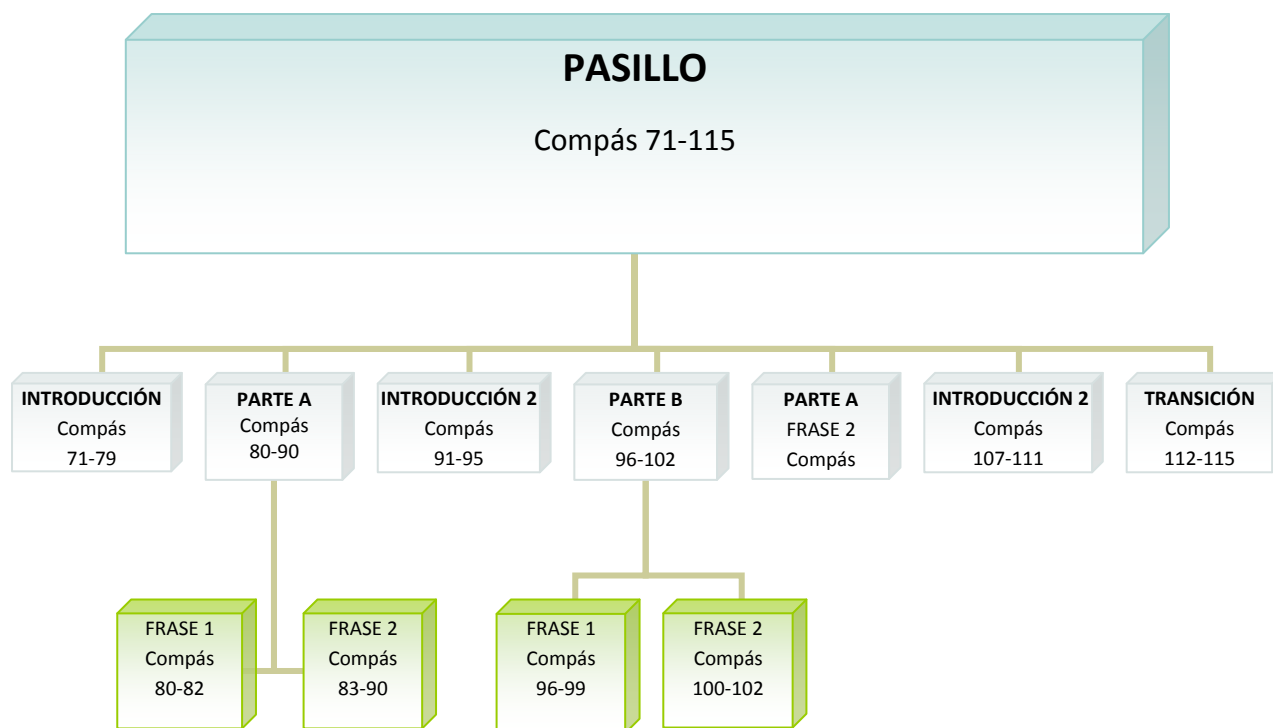 PASILLO
Compás 71-115
INTRODUCCIÓN
Compás
71-79
PARTE A
Compás
80-90
INTRODUCCIÓN 2
Compás
91-95
PARTE B
Compás
96-102
PARTE A
FRASE 2
Compás
INTRODUCCIÓN 2
Compás
107-111
TRANSICIÓN
Compás
112-115
FRASE 1
Compás
80-82
FRASE 2
Compás
83-90
FRASE 1
Compás
96-99
FRASE 2
Compás
100-102